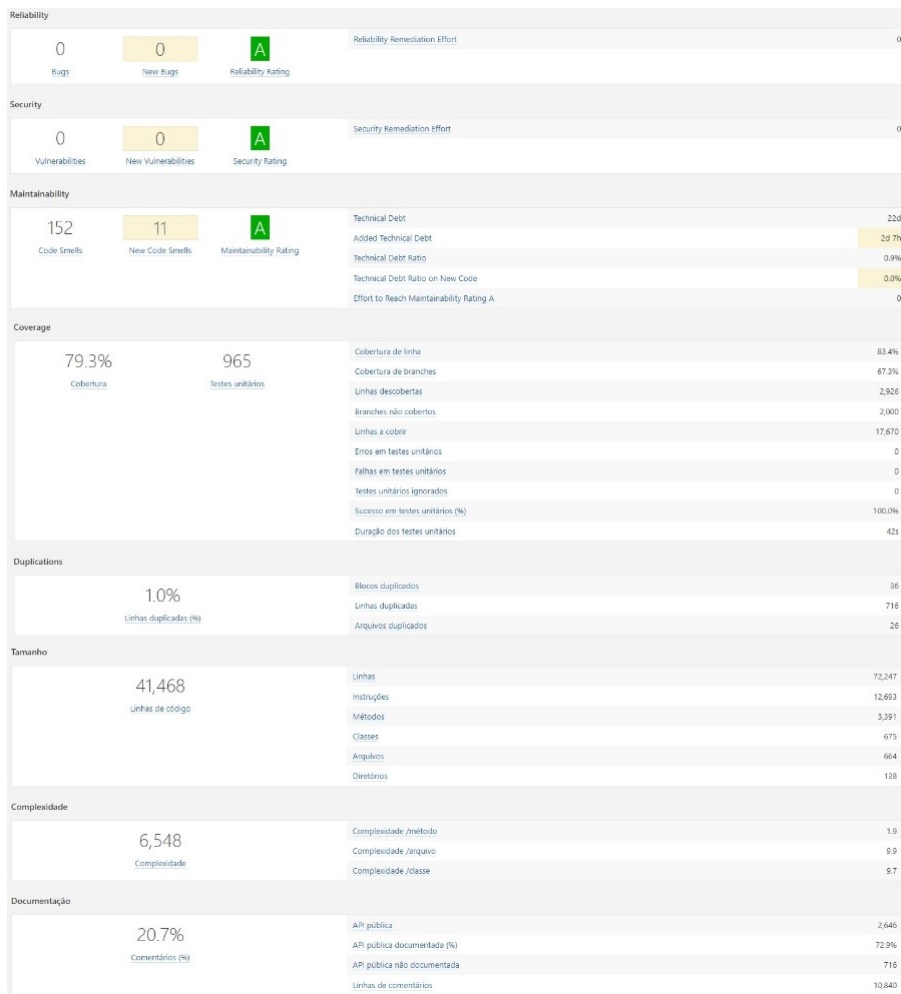 Reliability
0 0 A Reliability Remediation Effort 0
Bugs New Bugs Reliability Rating
Security
0 0 A Security Remediation Effort 0
Vulnerabilities New Vulnerabilities Security Rating
Maintainability
152 11 A
Code Smells New Code Smells Maintainability Rating
Technical Debt 22d
Added Technical Debt 2d 7h
Technical Debt Ratio 0.9%
Technical Debt Ratio on New Code 0.0%
Effort to Reach Maintainability Rating A 0
Coverage
79.3% 965
Cobertura Testes unitários
Cobertura de linha 83.4%
Cobertura de branches 67.3%
Linhas descobertas 2,926
Branches não cobertos 2,000
Linhas a cobrir 17,670
Erros em testes unitários 0
Falhas em testes unitários 0
Testes unitários ignorados 0
Sucesso em testes unitários (%) 100.0%
Duração dos testes unitários 42s
Duplications
1.0%
Linhas duplicadas (%)
Blocos duplicados 36
Linhas duplicadas 716
Arquivos duplicados 26
Tamanho
41,468
Linhas de código
Linhas 72,247
Instruções 12,693
Métodos 3,391
Classes 675
Arquivos 664
Diretórios 138
Complexidade
6,548
Complexidade
Complexidade /método 1.9
Complexidade /arquivo 9.9
Complexidade /classe 9.7
Documentação
20.7%
Comentários (%)
API pública 2,646
API pública documentada (%) 72.9%
API pública não documentada 716
Linhas de comentários 10,840